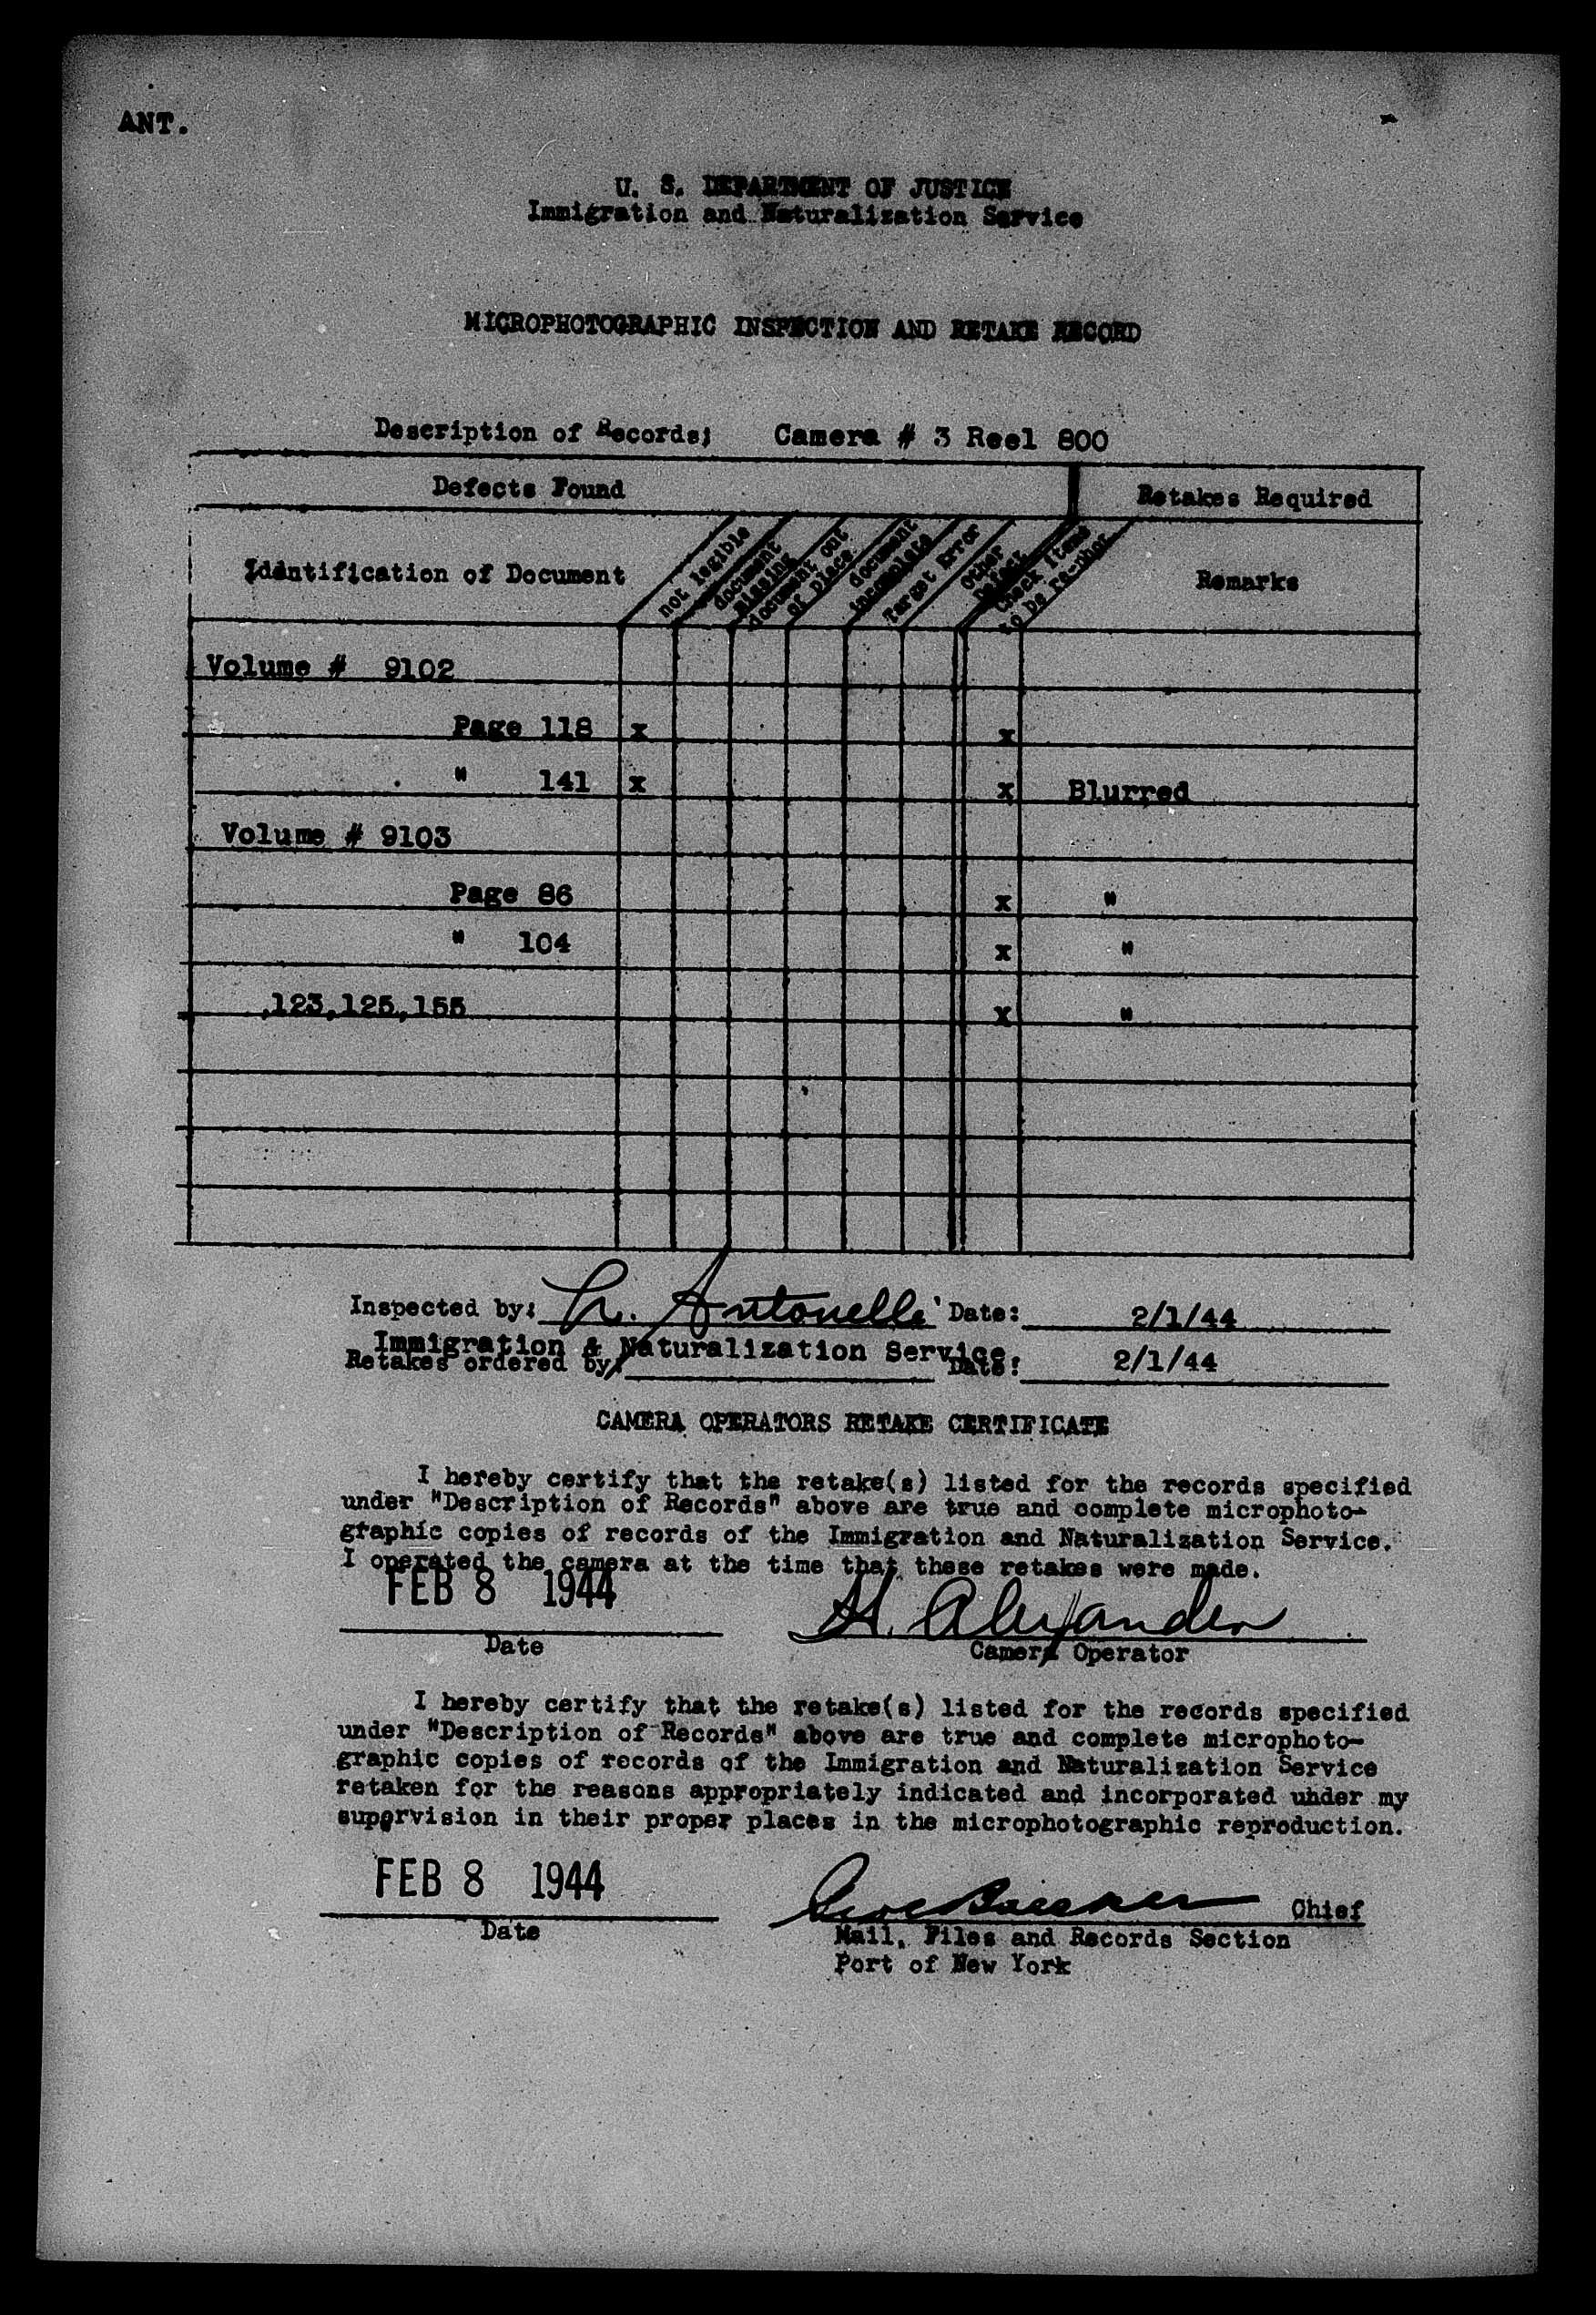 ANT.
U. S. DEPARTMENT OF JUSTICE
Immigration and Naturalization Service
MICROPHOTOGRAPHIC INSPECTION AND RETAKE RECORD
Description of Records; Camera # 3 Reel 800
Defects Found Retakes Required
Identification of Document
not legible
document missing
document out of place
document incomplete
Target Error
Other Defect
Check items to be re-phot
Remarks
Volume # 9102
Page 118 x x
" 141 x x Blurred
Volume # 9103
Page 86 x "
" 104 x "
,123,125,155 x "
Inspected by: Antonelli Date: 2/1/44
Immigration & Naturalization Service.
Retakes ordered by: Date: 2/1/44
CAMERA OPERATORS RETAKE CERTIFICATE
I hereby certify that the retake(s) listed for the records specified
under "Description of Records" above are true and complete microphoto-
graphic copies of records of the Immigration and Naturalization Service.
I operated the camera at the time that these retakes were made.
FEB 8 1944 H. Alexander
Date Camera Operator
I hereby certify that the retake(s) listed for the records specified
under "Description of Records" above are true and complete microphoto-
graphic copies of records of the Immigration and Naturalization Service
retaken for the reasons appropriately indicated and incorporated under my
supervision in their proper places in the microphotographic reproduction.
FEB 8 1944 Chief
Date Mail, Files and Records Section
Port of New York